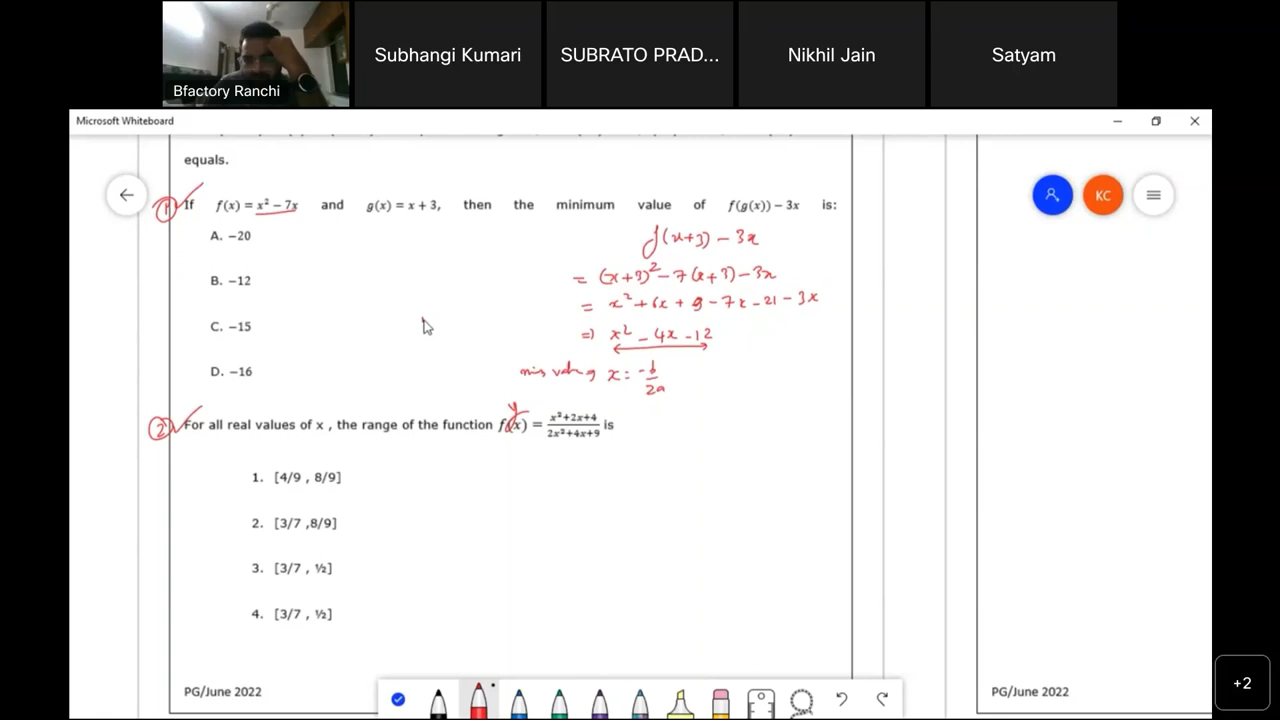 Subhangi Kumari
SUBRATO PRAD...
Nikhil Jain
Satyam
Bfactory Ranchi
Microsoft Whiteboard
equals.
1 If f(x) = x² − 7x and g(x) = x + 3, then the minimum value of f(g(x)) − 3x is:
A. −20
f(x+3) − 3x
B. −12
= (x+3)² − 7(x+3) − 3x
= x² + 6x + 9 − 7x − 21 − 3x
C. −15
⇒ x² − 4x − 12
D. −16
min value x = -b/2a
y
2 For all real values of x , the range of the function f(x) = x²+2x+4/2x²+4x+9 is
1. [4/9 , 8/9]
2. [3/7 ,8/9]
3. [3/7 , ½]
4. [3/7 , ½]
PG/June 2022
PG/June 2022
KC
+2